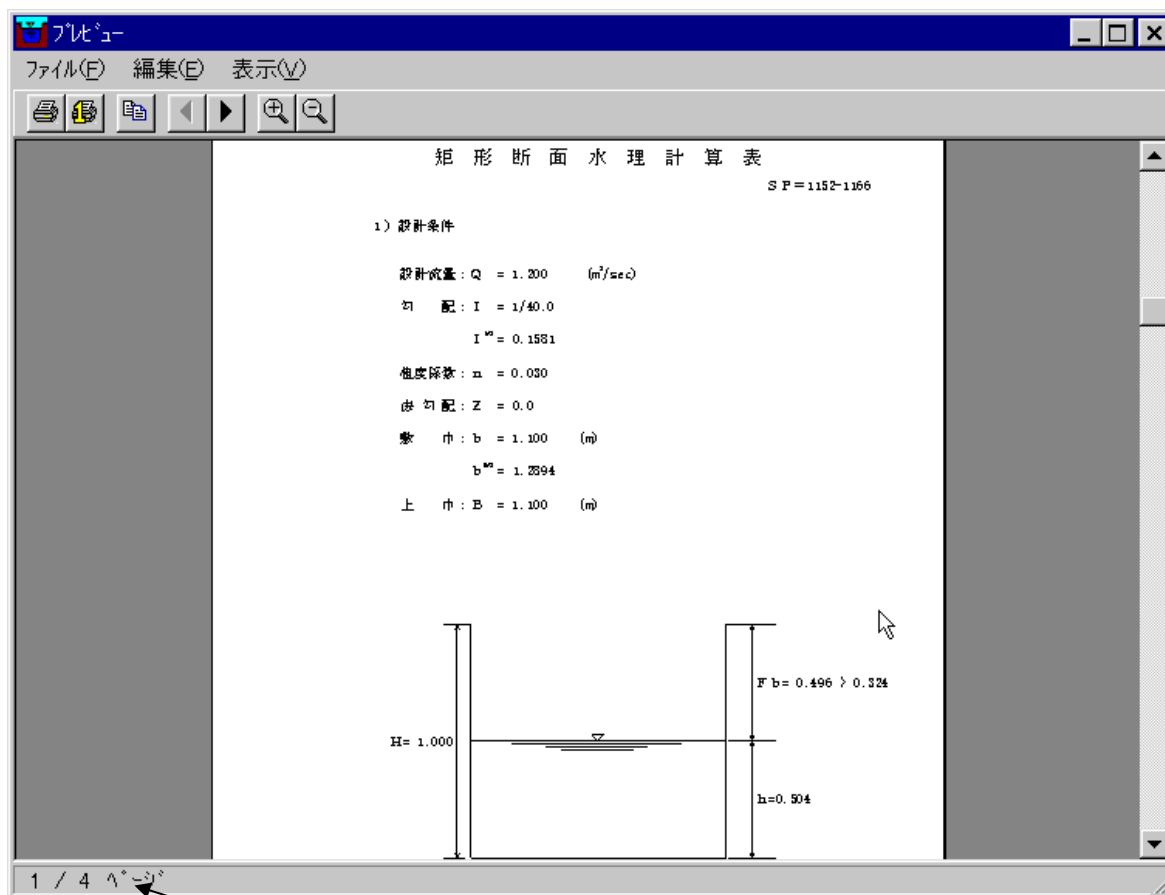 プレビュー
ファイル(F) 編集(E) 表示(V)
矩形断面水理計算表
SP=1152-1166
1) 設計条件
設計流量: Q = 1.200 (m³/sec)
勾 配: I = 1/40.0
I¹ᐟ² = 0.1581
粗度係数: n = 0.030
側勾配: Z = 0.0
敷 巾: b = 1.100 (m)
b⁸ᐟ³ = 1.2894
上 巾: B = 1.100 (m)
Fb= 0.496 > 0.324
H= 1.000
h=0.504
1 / 4 ページ